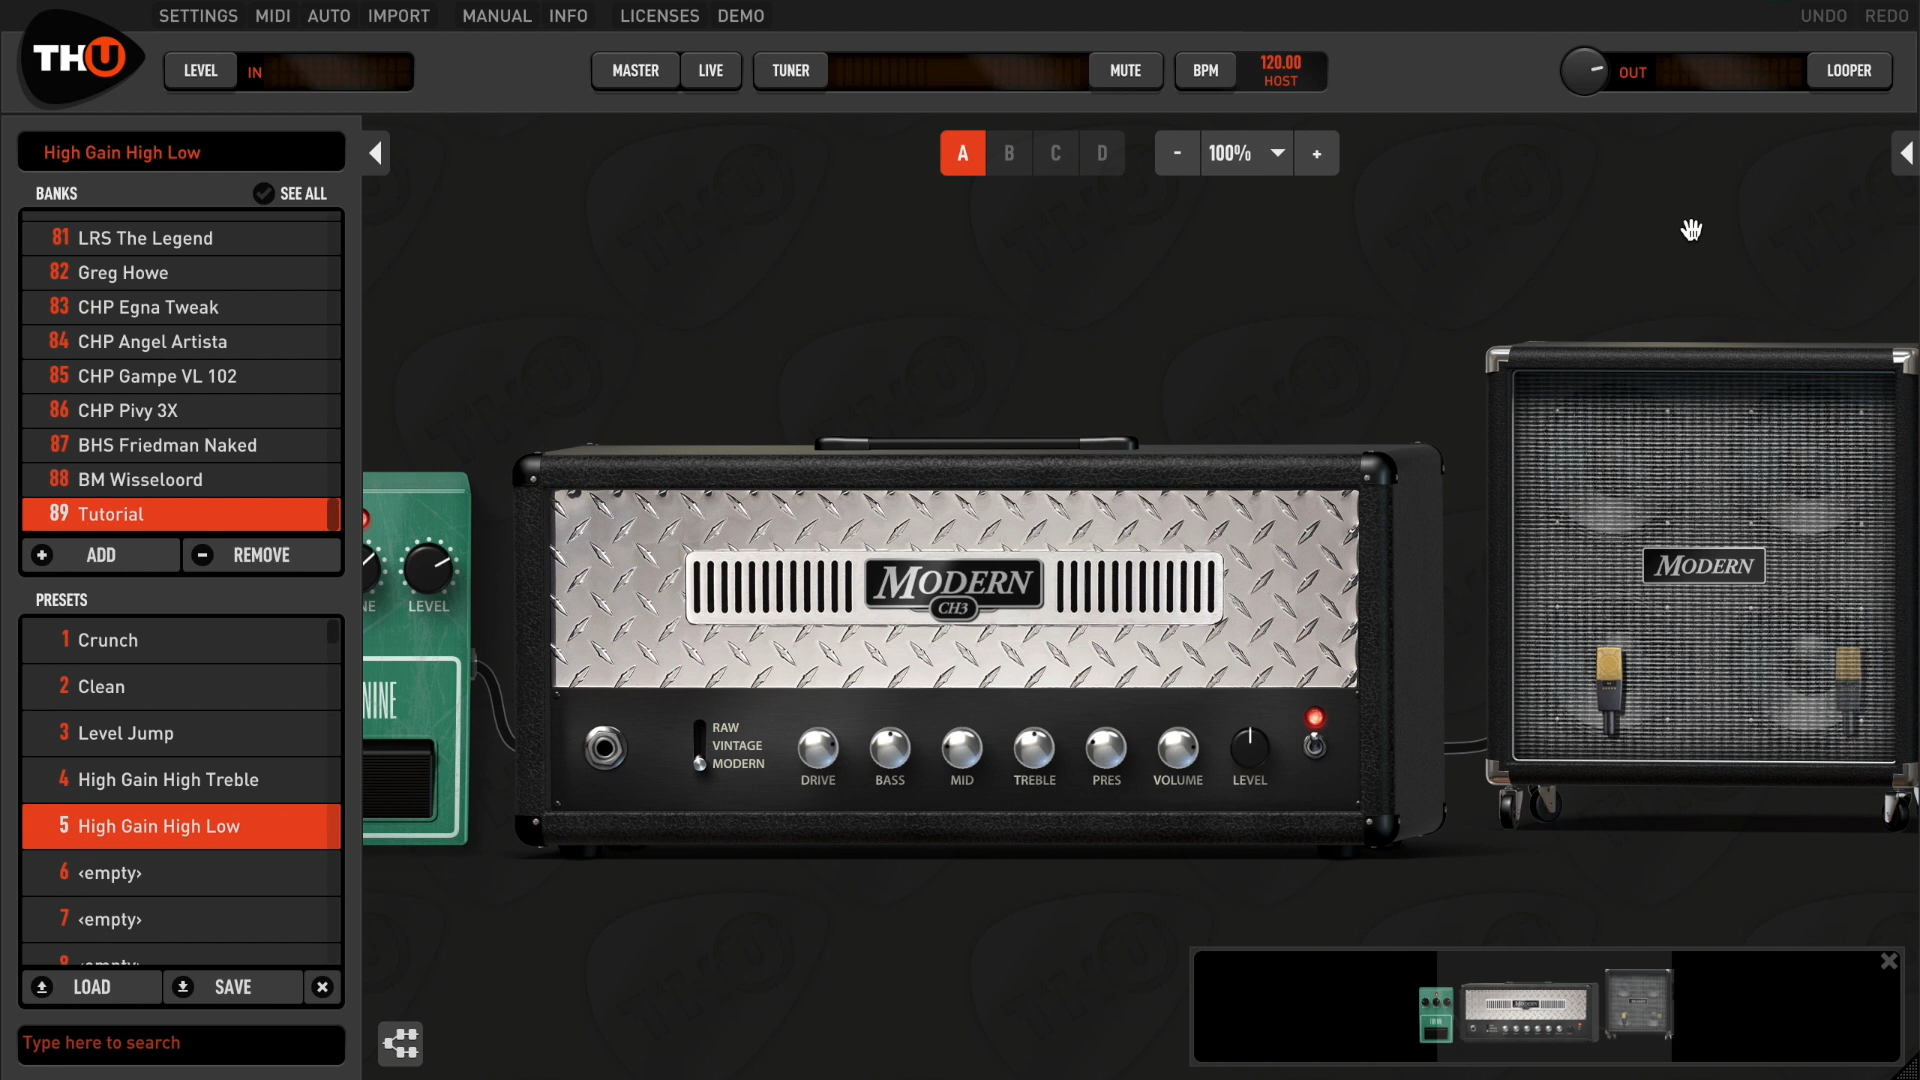 SETTINGS MIDI AUTO IMPORT MANUAL INFO LICENSES DEMO UNDO REDO
THU LEVEL IN MASTER LIVE TUNER MUTE BPM 120.00 HOST OUT LOOPER
High Gain High Low
A B C D - 100% +
BANKS SEE ALL
81 LRS The Legend
82 Greg Howe
83 CHP Egna Tweak
84 CHP Angel Artista
85 CHP Gampe VL 102
86 CHP Pivy 3X
87 BHS Friedman Naked
88 BM Wisseloord
89 Tutorial
ADD REMOVE
PRESETS
1 Crunch
2 Clean
3 Level Jump
4 High Gain High Treble
5 High Gain High Low
6 <empty>
7 <empty>
8 <empty>
LOAD SAVE
Type here to search
LEVEL
NINE
MODERN
CH3
RAW
VINTAGE
MODERN
DRIVE BASS MID TREBLE PRES VOLUME LEVEL
MODERN